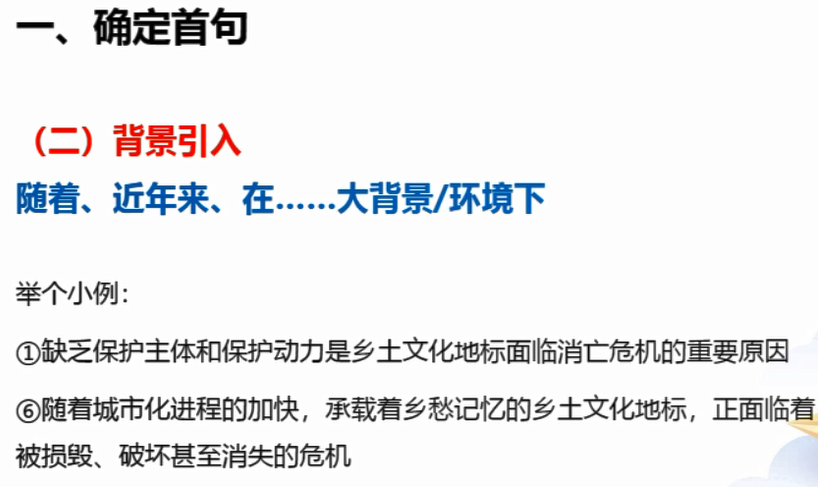 一、确定首句
（二）背景引入
随着、近年来、在……大背景/环境下
举个小例：
①缺乏保护主体和保护动力是乡土文化地标面临消亡危机的重要原因
⑥随着城市化进程的加快，承载着乡愁记忆的乡土文化地标，正面临着
被损毁、破坏甚至消失的危机